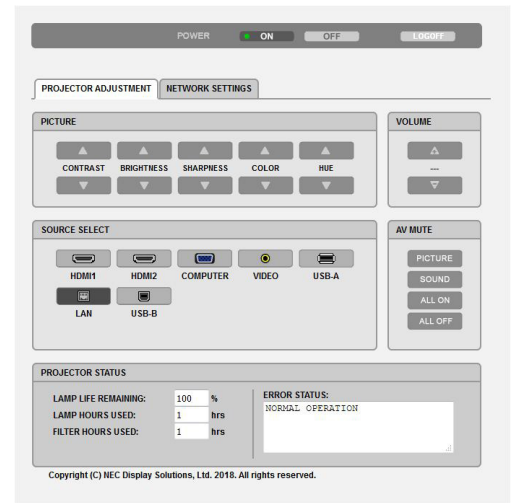 POWER ON OFF LOGOFF
PROJECTOR ADJUSTMENT NETWORK SETTINGS
PICTURE
CONTRAST BRIGHTNESS SHARPNESS COLOR HUE
VOLUME
---
SOURCE SELECT
HDMI1 HDMI2 COMPUTER VIDEO USB-A
LAN USB-B
AV MUTE
PICTURE
SOUND
ALL ON
ALL OFF
PROJECTOR STATUS
LAMP LIFE REMAINING: 100 %
LAMP HOURS USED: 1 hrs
FILTER HOURS USED: 1 hrs
ERROR STATUS:
NORMAL OPERATION
Copyright (C) NEC Display Solutions, Ltd. 2018. All rights reserved.